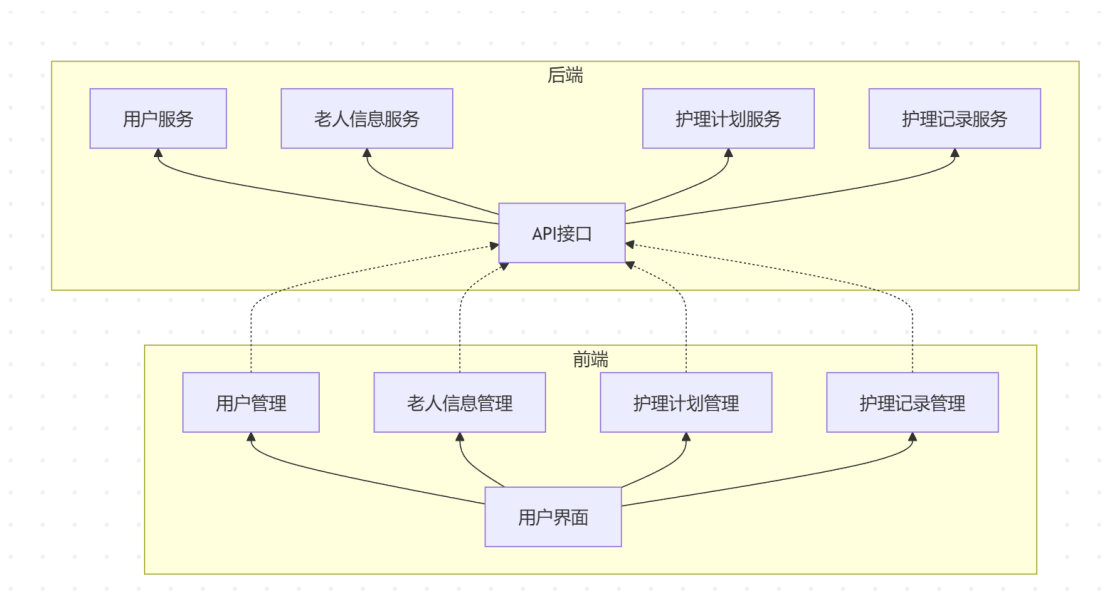 后端
用户服务
老人信息服务
护理计划服务
护理记录服务
API接口
前端
用户管理
老人信息管理
护理计划管理
护理记录管理
用户界面